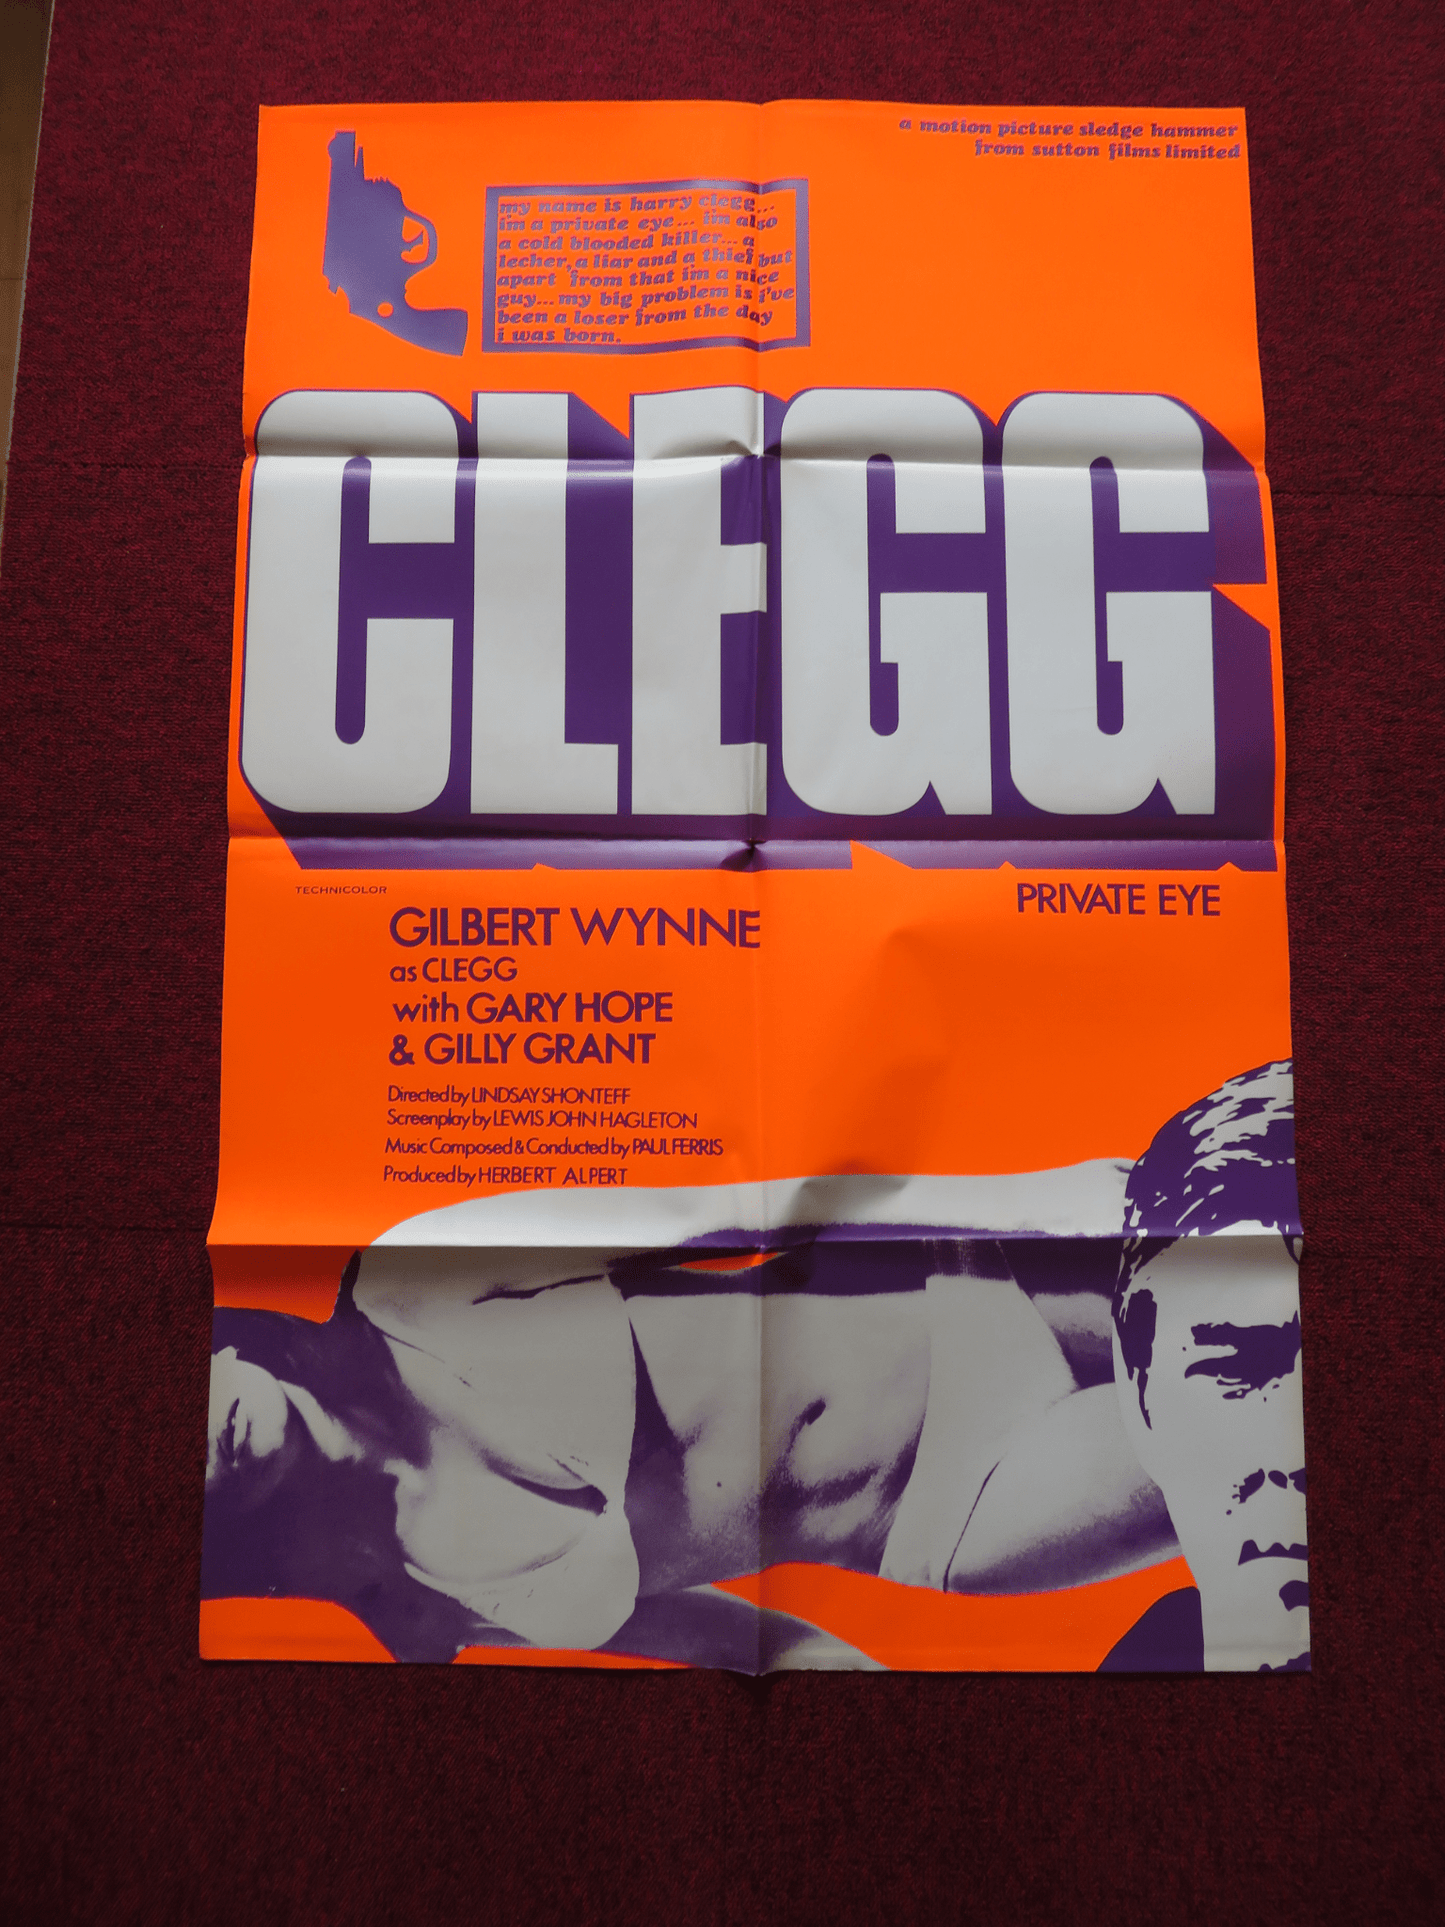 a motion picture sledge hammer
from sutton films limited
my name is harry clegg...
im a private eye... im also
a cold blooded killer... a
lecher, a liar and a thief but
apart from that im a nice
guy... my big problem is i've
been a loser from the day
i was born.
CLEGG
TECHNICOLOR
PRIVATE EYE
GILBERT WYNNE
as CLEGG
with GARY HOPE
& GILLY GRANT
Directed by LINDSAY SHONTEFF
Screenplay by LEWIS JOHN HAGLETON
Music Composed & Conducted by PAUL FERRIS
Produced by HERBERT ALPERT